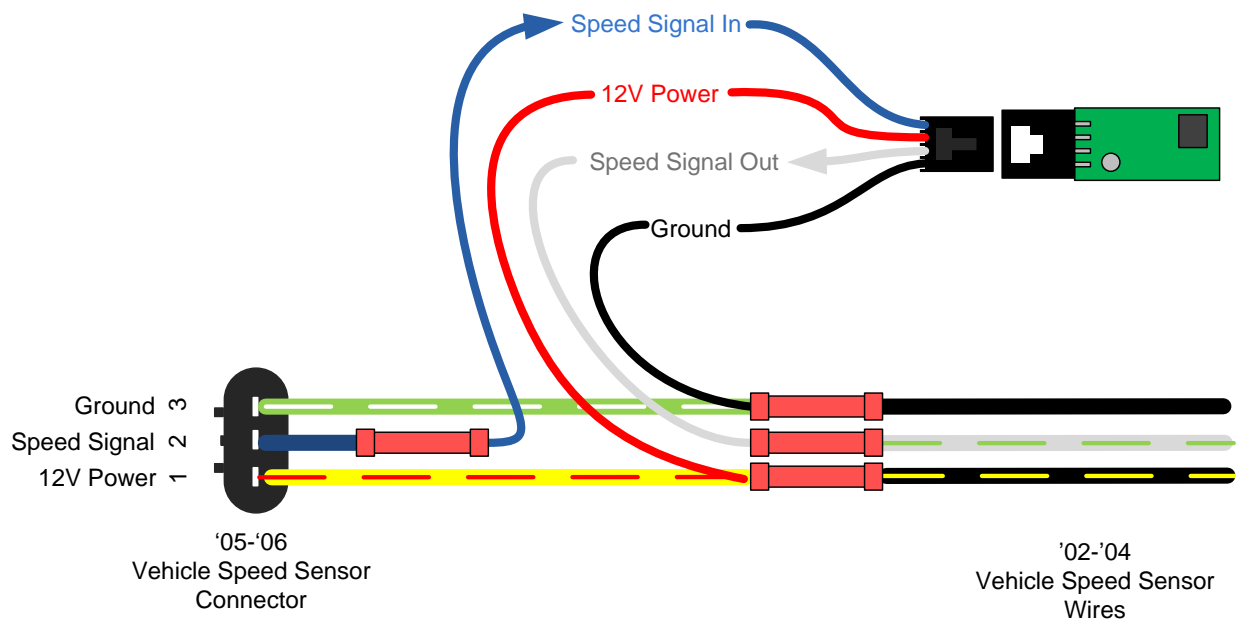 Speed Signal In
12V Power
Speed Signal Out
Ground
Ground 3
Speed Signal 2
12V Power 1
‘05-‘06
Vehicle Speed Sensor
Connector
’02-’04
Vehicle Speed Sensor
Wires